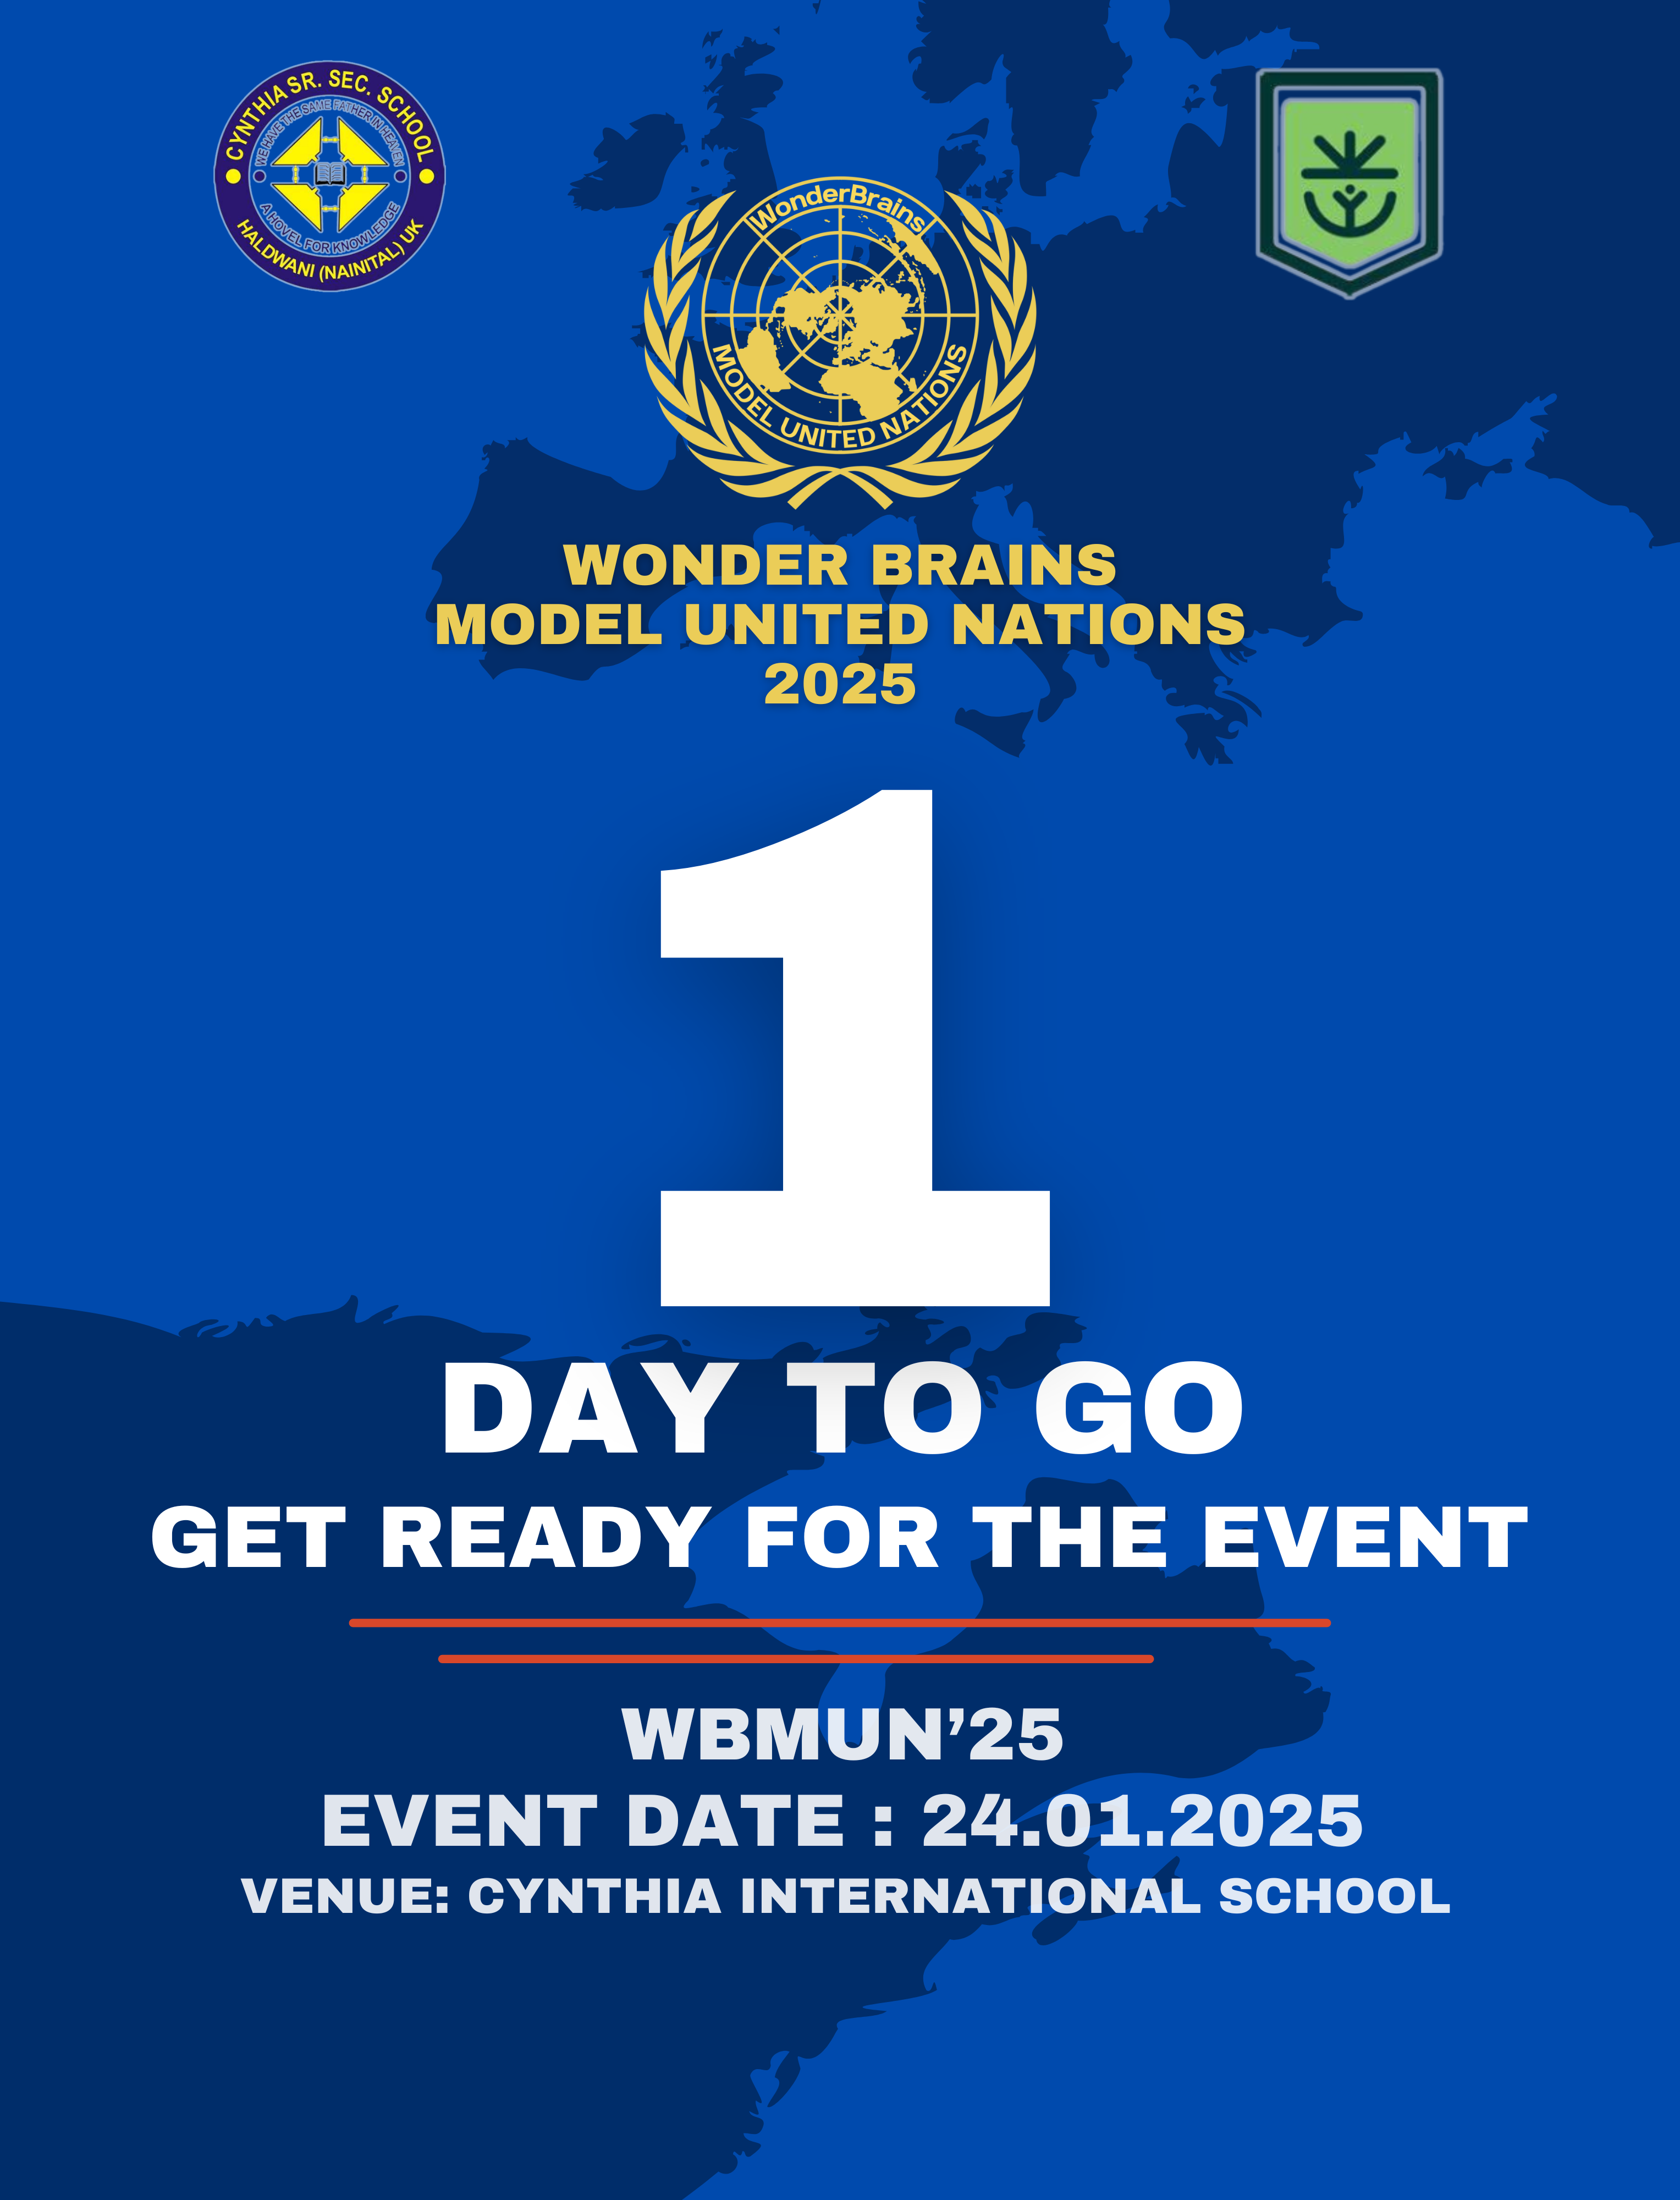 CYNTHIA SR. SEC. SCHOOL
WE HAVE THE SAME FATHER IN HEAVEN
A HOVEL FOR KNOWLEDGE
HALDWANI (NAINITAL) UK
WonderBrains
MODEL UNITED NATIONS
WONDER BRAINS
MODEL UNITED NATIONS
2025
1
DAY TO GO
GET READY FOR THE EVENT
WBMUN’25
EVENT DATE : 24.01.2025
VENUE: CYNTHIA INTERNATIONAL SCHOOL